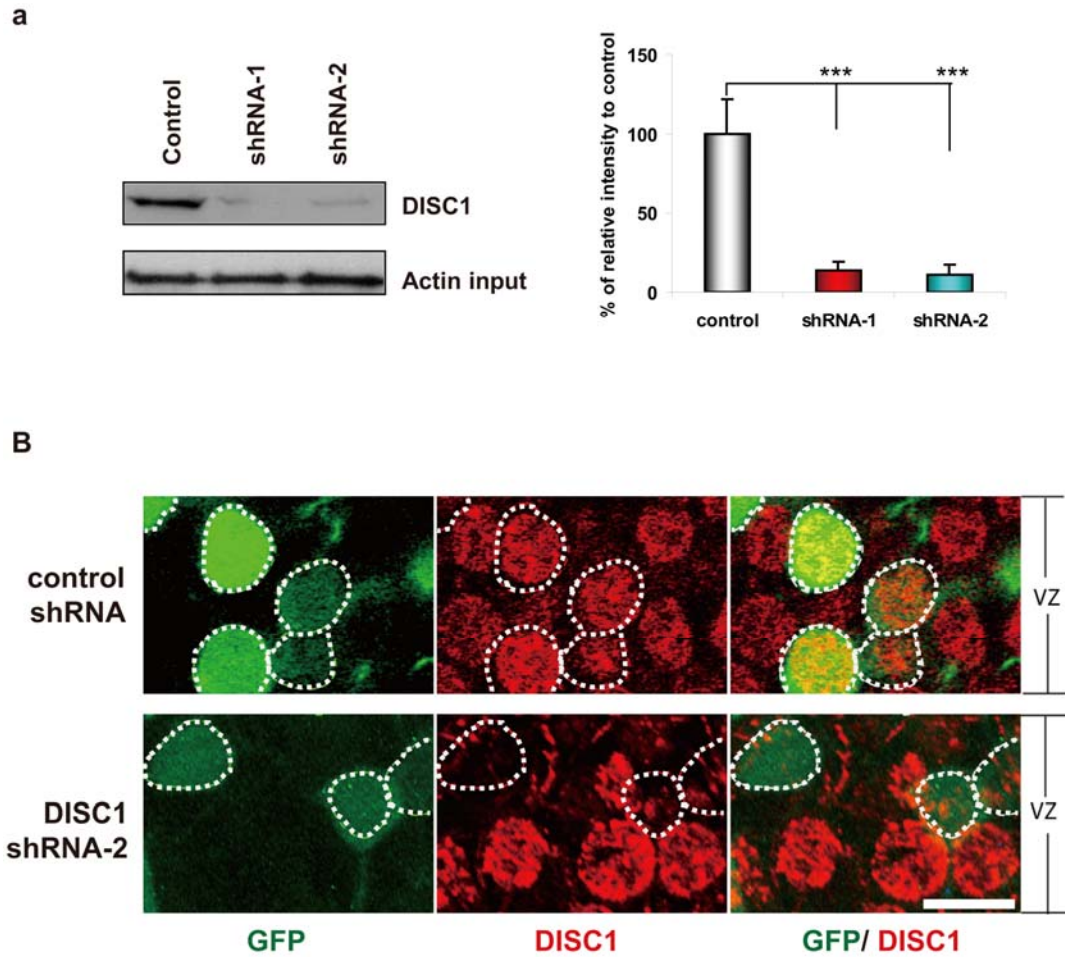 a
Control
shRNA-1
shRNA-2
DISC1
Actin input
% of relative intensity to control
150
100
50
0
***
***
control
shRNA-1
shRNA-2
B
control
shRNA
VZ
DISC1
shRNA-2
VZ
GFP
DISC1
GFP/ DISC1